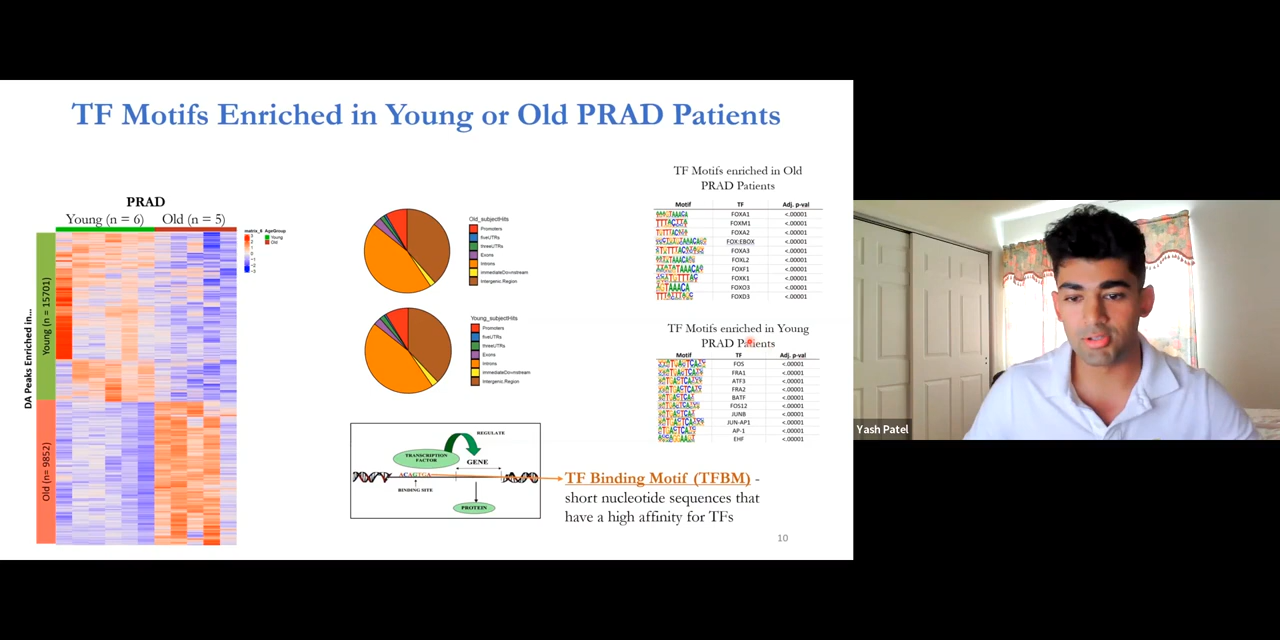 TF Motifs Enriched in Young or Old PRAD Patients
PRAD
Young (n = 6) Old (n = 5)
matrix_8 AgeGroup
Young
Old
DA Peaks Enriched in...
Young (n = 15701)
Old (n= 9852)
Old_subjectHits
Promoters
fiveUTRs
threeUTRs
Exons
Introns
immediateDownstream
Intergenic.Region
Young_subjectHits
Promoters
fiveUTRs
threeUTRs
Exons
Introns
immediateDownstream
Intergenic.Region
REGULATE
TRANSCRIPTION
FACTOR
GENE
ACAGTGA
BINDING SITE
PROTEIN
TF Binding Motif (TFBM) -
short nucleotide sequences that
have a high affinity for TFs
TF Motifs enriched in Old
PRAD Patients
Motif TF Adj. p-val
FOXA1 <.00001
FOXM1 <.00001
FOXA2 <.00001
FOX:EBOX <.00001
FOXA3 <.00001
FOXL2 <.00001
FOXF1 <.00001
FOXK1 <.00001
FOXO3 <.00001
FOXD3 <.00001
TF Motifs enriched in Young
PRAD Patients
Motif TF Adj. p-val
FOS <.00001
FRA1 <.00001
ATF3 <.00001
FRA2 <.00001
BATF <.00001
FOS12 <.00001
JUNB <.00001
JUN-AP1 <.00001
AP-1 <.00001
EHF <.00001
10
Yash Patel